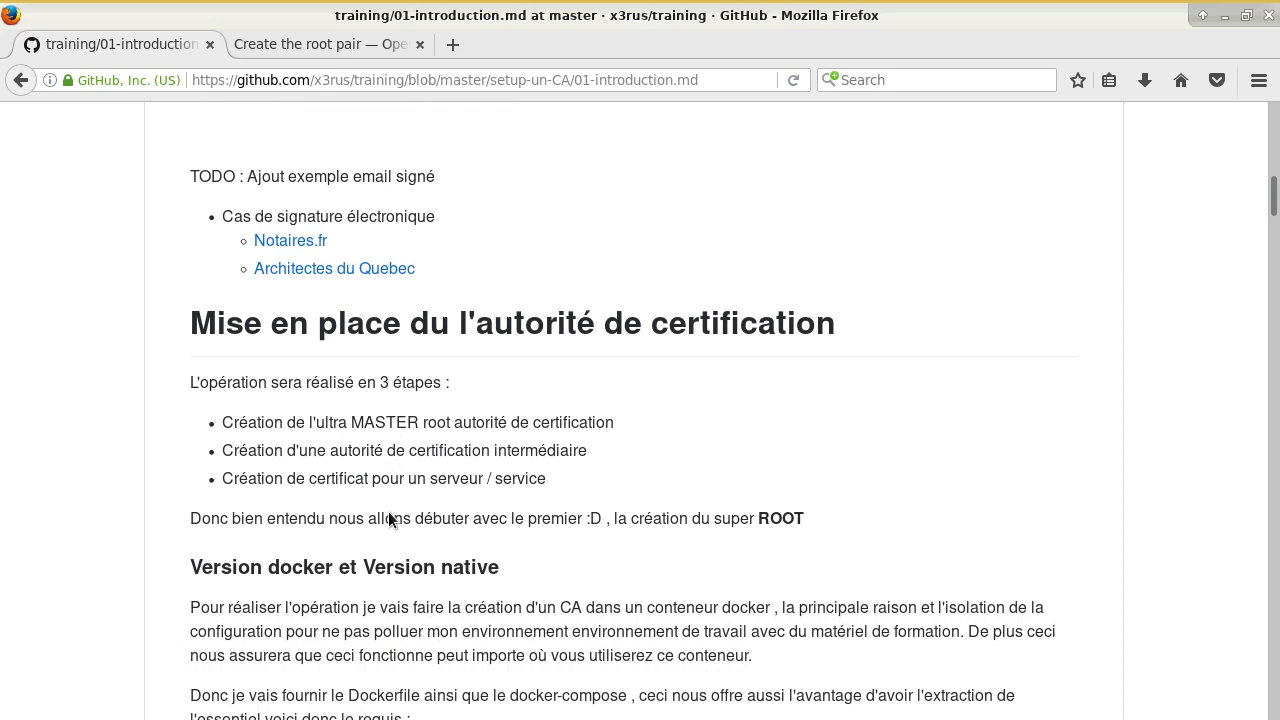 training/01-introduction.md at master · x3rus/training · GitHub - Mozilla Firefox
training/01-introduction
Create the root pair — Ope
GitHub, Inc. (US)
https://github.com/x3rus/training/blob/master/setup-un-CA/01-introduction.md
Search
TODO : Ajout exemple email signé
Cas de signature électronique
Notaires.fr
Architectes du Quebec
Mise en place du l'autorité de certification
L'opération sera réalisé en 3 étapes :
Création de l'ultra MASTER root autorité de certification
Création d'une autorité de certification intermédiaire
Création de certificat pour un serveur / service
Donc bien entendu nous allons débuter avec le premier :D , la création du super ROOT
Version docker et Version native
Pour réaliser l'opération je vais faire la création d'un CA dans un conteneur docker , la principale raison et l'isolation de la
configuration pour ne pas polluer mon environnement environnement de travail avec du matériel de formation. De plus ceci
nous assurera que ceci fonctionne peut importe où vous utiliserez ce conteneur.
Donc je vais fournir le Dockerfile ainsi que le docker-compose , ceci nous offre aussi l'avantage d'avoir l'extraction de
l'essentiel voici donc le requis :